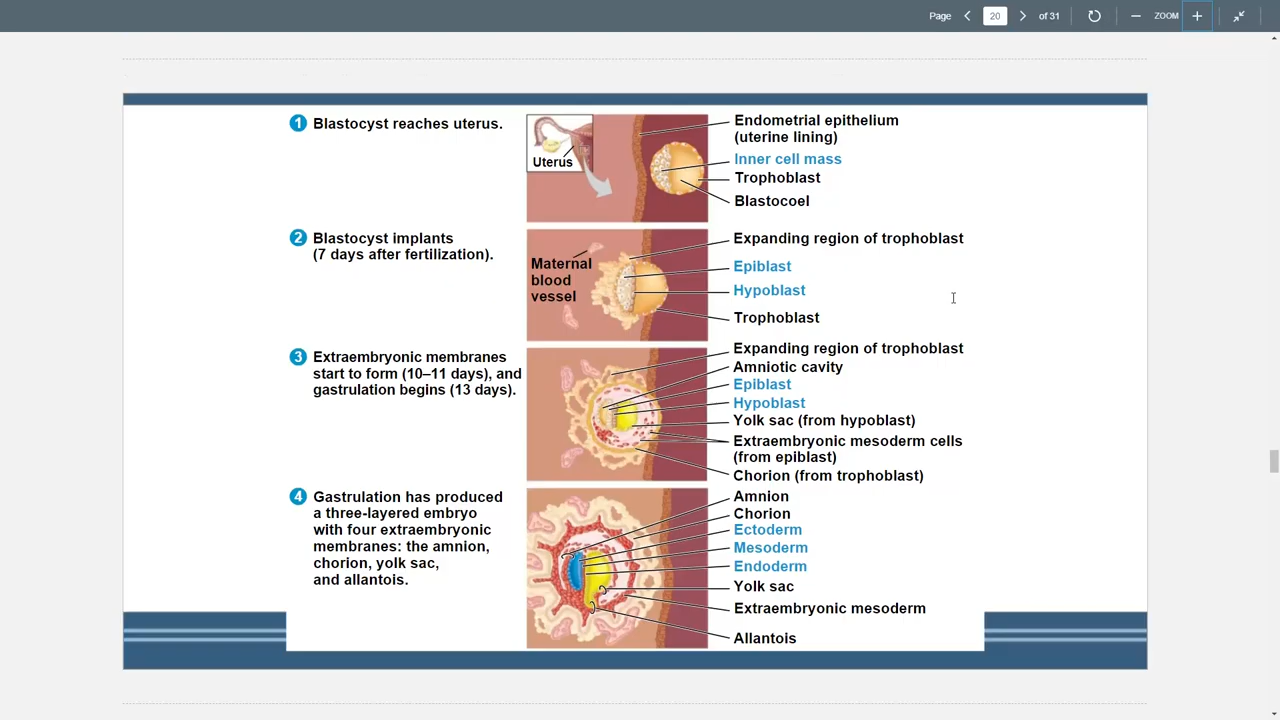 Page 20 of 31 ZOOM
1 Blastocyst reaches uterus.
Uterus
Endometrial epithelium
(uterine lining)
Inner cell mass
Trophoblast
Blastocoel
2 Blastocyst implants
(7 days after fertilization).
Maternal
blood
vessel
Expanding region of trophoblast
Epiblast
Hypoblast
Trophoblast
3 Extraembryonic membranes
start to form (10–11 days), and
gastrulation begins (13 days).
Expanding region of trophoblast
Amniotic cavity
Epiblast
Hypoblast
Yolk sac (from hypoblast)
Extraembryonic mesoderm cells
(from epiblast)
Chorion (from trophoblast)
4 Gastrulation has produced
a three-layered embryo
with four extraembryonic
membranes: the amnion,
chorion, yolk sac,
and allantois.
Amnion
Chorion
Ectoderm
Mesoderm
Endoderm
Yolk sac
Extraembryonic mesoderm
Allantois